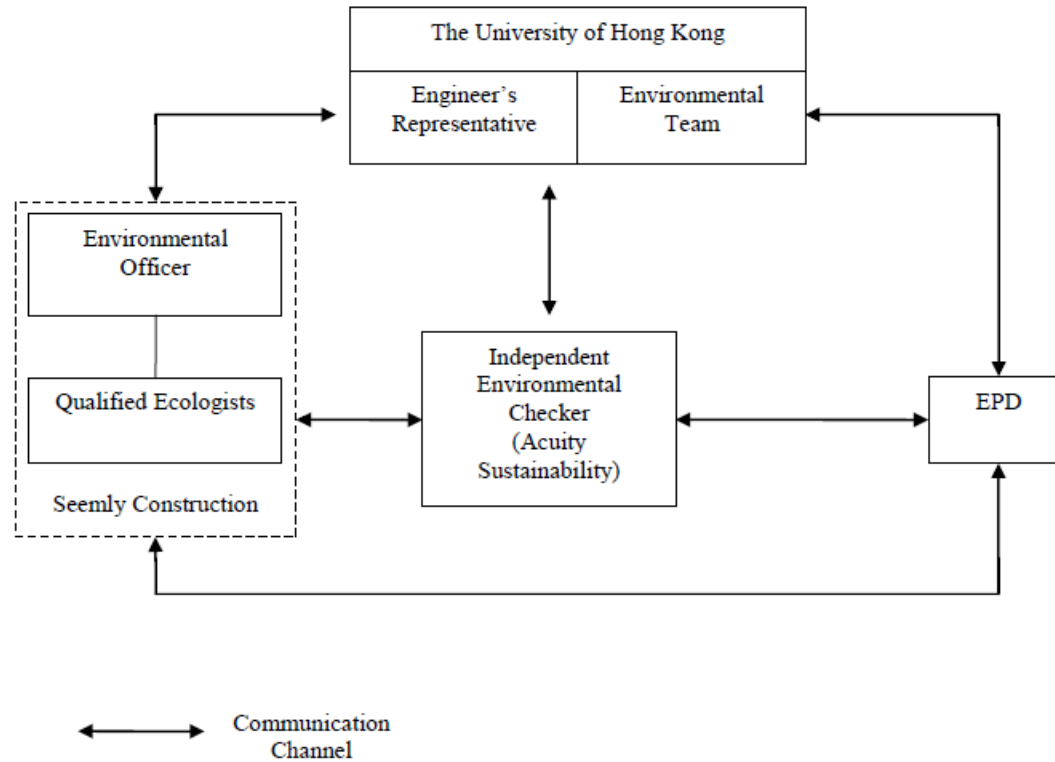 The University of Hong Kong
Engineer’s
Representative
Environmental
Team
Environmental
Officer
Qualified Ecologists
Seemly Construction
Independent
Environmental
Checker
(Acuity
Sustainability)
EPD
Communication
Channel